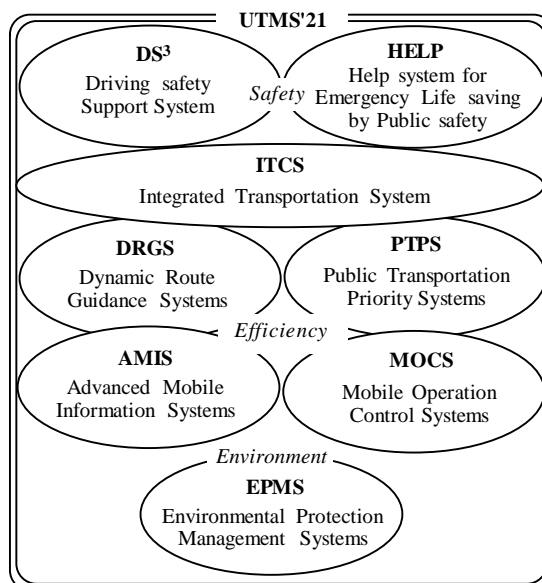 UTMS'21
DS³
Driving safety
Support System
HELP
Help system for
Emergency Life saving
by Public safety
Safety
ITCS
Integrated Transportation System
DRGS
Dynamic Route
Guidance Systems
PTPS
Public Transportation
Priority Systems
Efficiency
AMIS
Advanced Mobile
Information Systems
MOCS
Mobile Operation
Control Systems
Environment
EPMS
Environmental Protection
Management Systems